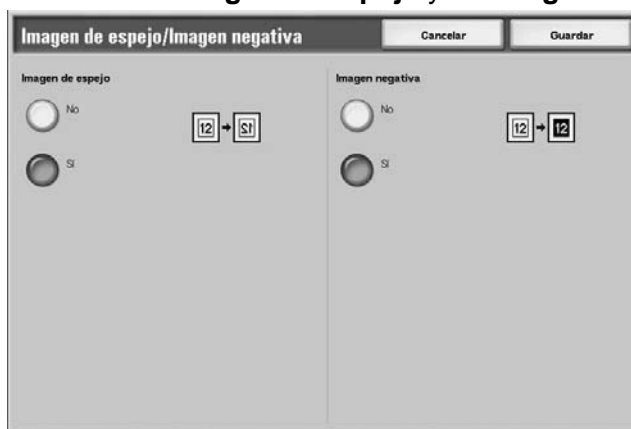 Imagen de espejo/Imagen negativa
Cancelar
Guardar
Imagen de espejo
No
12 → 12
Sí
Imagen negativa
No
12 → 12
Sí